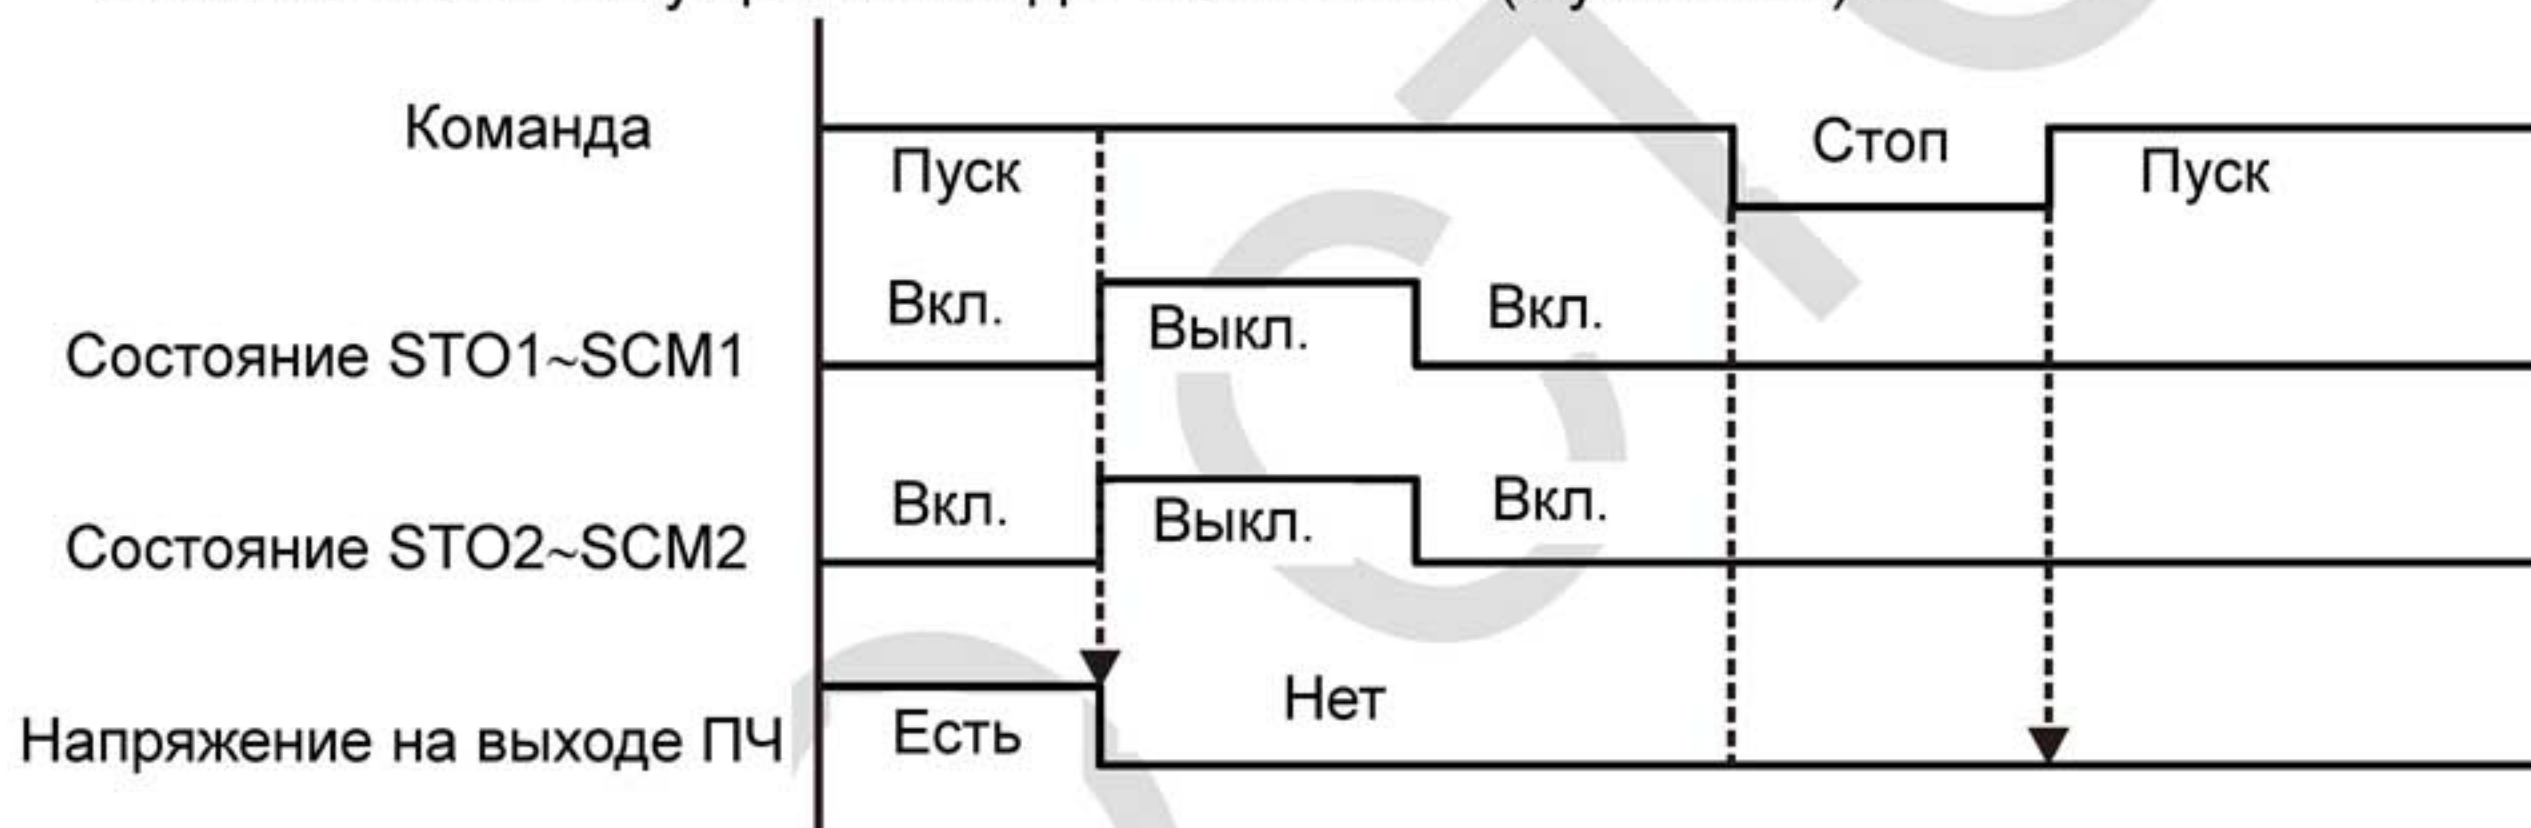 Команда
Пуск
Стоп
Пуск
Состояние STO1~SCM1
Вкл.
Выкл.
Вкл.
Состояние STO2~SCM2
Вкл.
Выкл.
Вкл.
Напряжение на выходе ПЧ
Есть
Нет